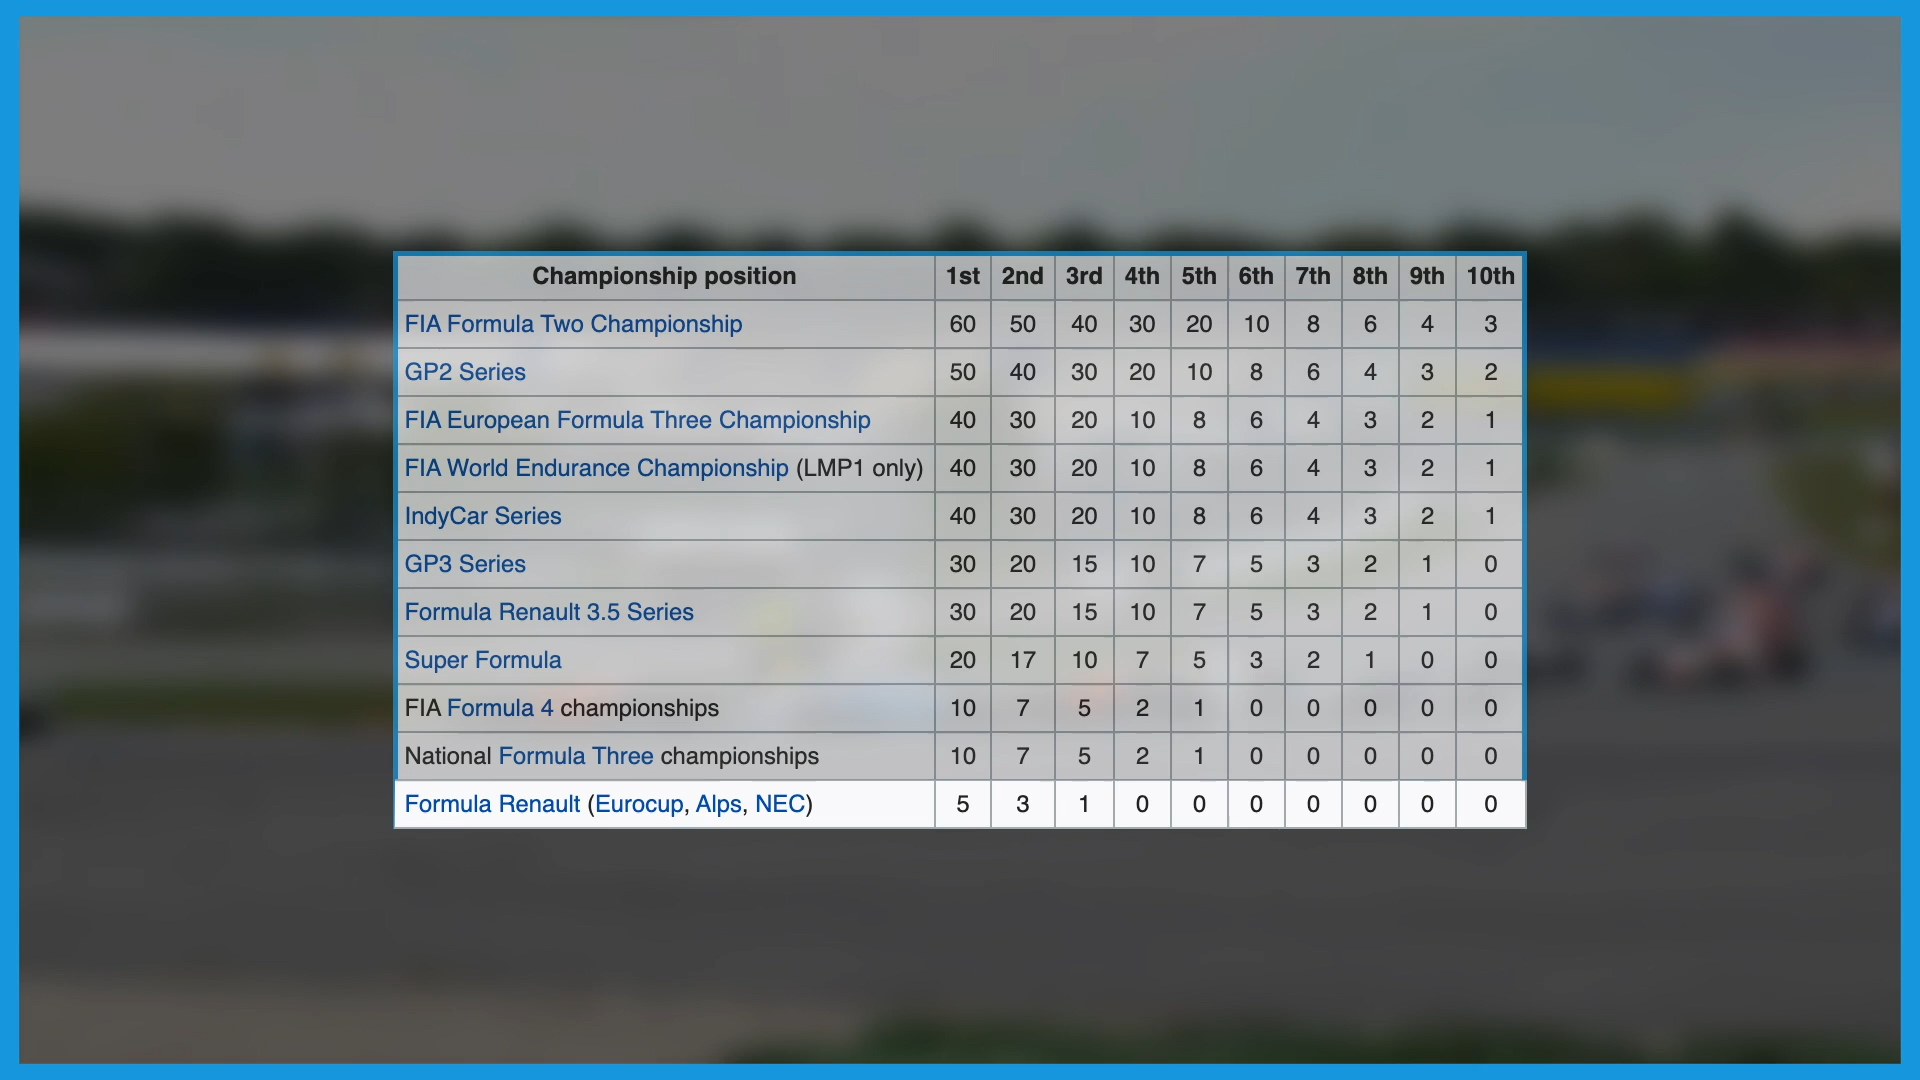 Championship position 1st 2nd 3rd 4th 5th 6th 7th 8th 9th 10th
FIA Formula Two Championship 60 50 40 30 20 10 8 6 4 3
GP2 Series 50 40 30 20 10 8 6 4 3 2
FIA European Formula Three Championship 40 30 20 10 8 6 4 3 2 1
FIA World Endurance Championship (LMP1 only) 40 30 20 10 8 6 4 3 2 1
IndyCar Series 40 30 20 10 8 6 4 3 2 1
GP3 Series 30 20 15 10 7 5 3 2 1 0
Formula Renault 3.5 Series 30 20 15 10 7 5 3 2 1 0
Super Formula 20 17 10 7 5 3 2 1 0 0
FIA Formula 4 championships 10 7 5 2 1 0 0 0 0 0
National Formula Three championships 10 7 5 2 1 0 0 0 0 0
Formula Renault (Eurocup, Alps, NEC) 5 3 1 0 0 0 0 0 0 0